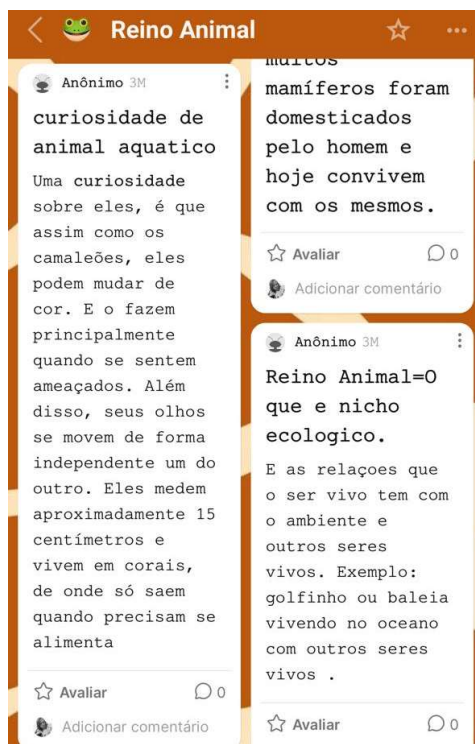 Reino Animal
Anônimo 3M
curiosidade de
animal aquatico
Uma curiosidade
sobre eles, é que
assim como os
camaleões, eles
podem mudar de
cor. E o fazem
principalmente
quando se sentem
ameaçados. Além
disso, seus olhos
se movem de forma
independente um do
outro. Eles medem
aproximadamente 15
centímetros e
vivem em corais,
de onde só saem
quando precisam se
alimenta
Avaliar 0
Adicionar comentário
muitos
mamíferos foram
domesticados
pelo homem e
hoje convivem
com os mesmos.
Avaliar 0
Adicionar comentário
Anônimo 3M
Reino Animal=O
que e nicho
ecologico.
E as relaçoes que
o ser vivo tem com
o ambiente e
outros seres
vivos. Exemplo:
golfinho ou baleia
vivendo no oceano
com outros seres
vivos .
Avaliar 0